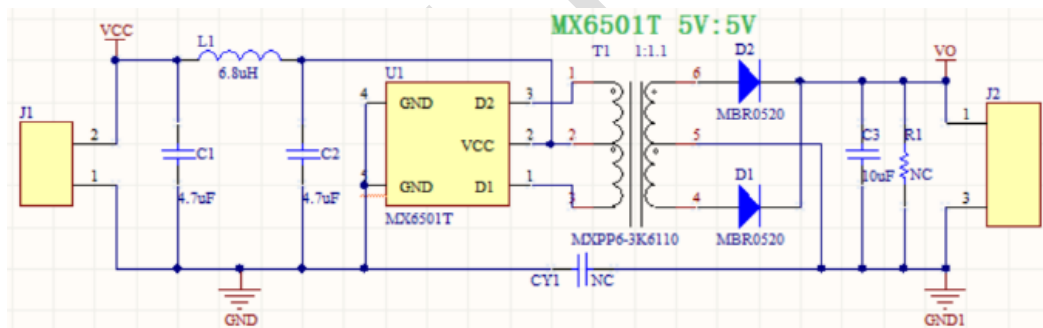 MX6501T 5V:5V
VCC
L1
6.8uH
U1
T1
1:1.1
D2
VO
J1
J2
4
GND
D2
3
1
6
MBR0520
1
2
C1
VCC
2
2
5
C3
R1
C2
D1
10uF
NC
1
4.7uF
4.7uF
GND
D1
1
3
4
3
MX6501T
MXPP6-3K6110
MBR0520
CY1
NC
GND
GND1